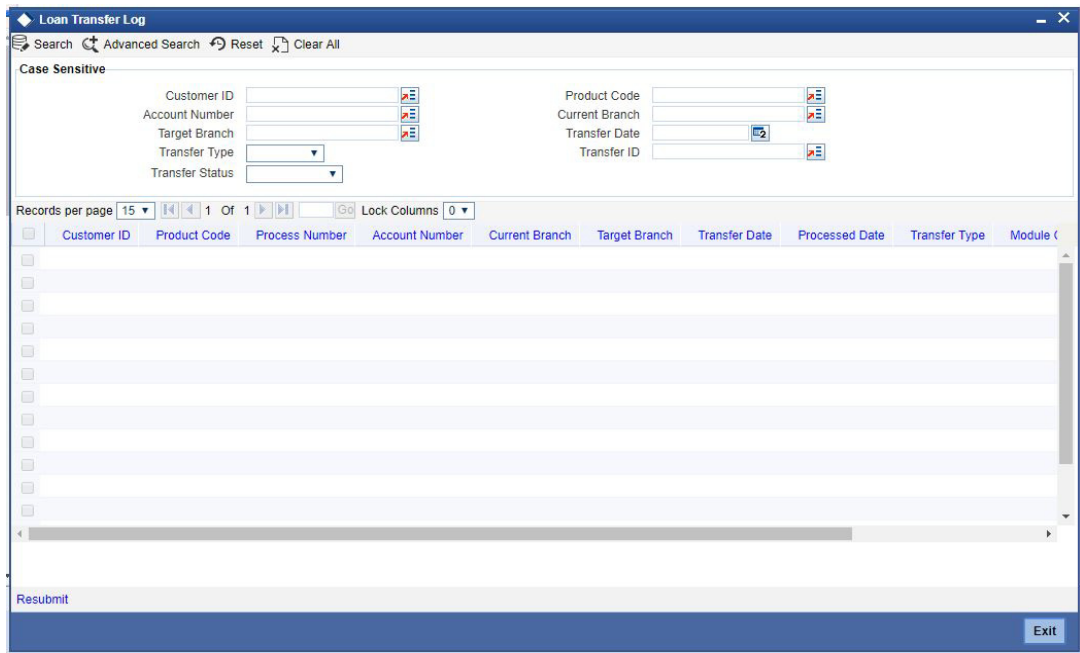 Loan Transfer Log
Search Advanced Search Reset Clear All
Case Sensitive
Customer ID Product Code
Account Number Current Branch
Target Branch Transfer Date
Transfer Type Transfer ID
Transfer Status
Records per page 15 1 Of 1 Go Lock Columns 0
Customer ID Product Code Process Number Account Number Current Branch Target Branch Transfer Date Processed Date Transfer Type Module
Resubmit
Exit